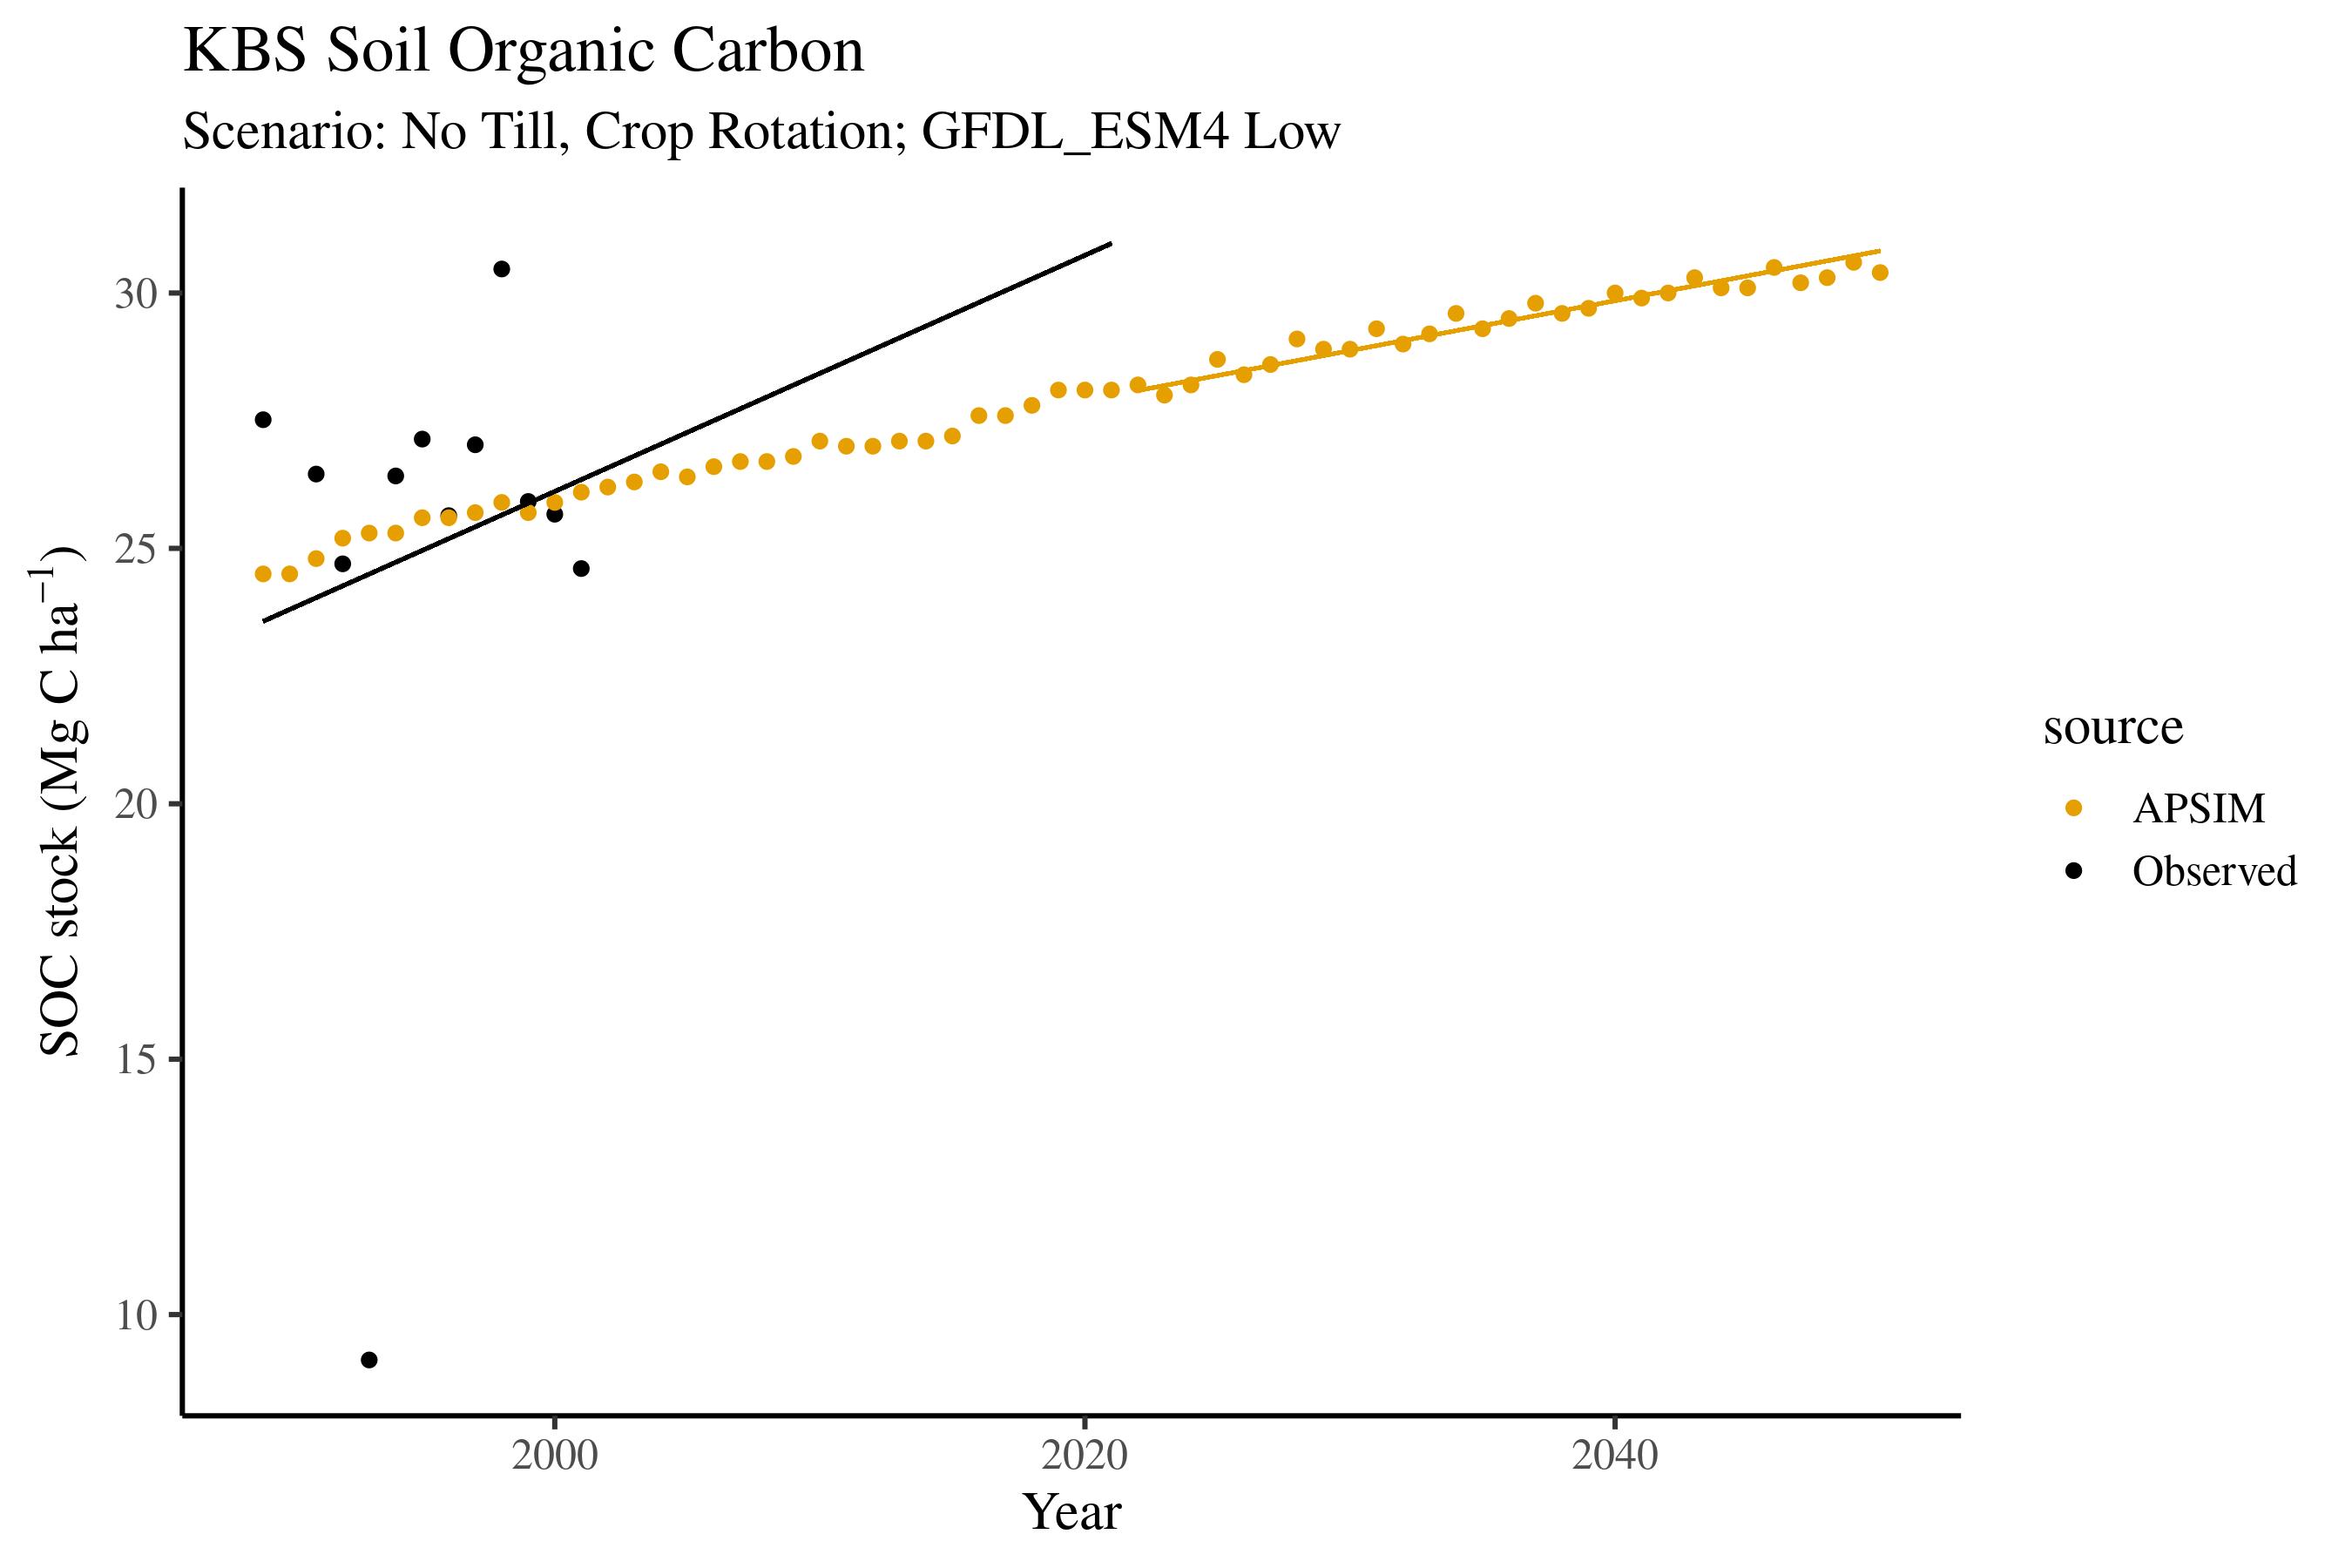 KBS Soil Organic Carbon
Scenario: No Till, Crop Rotation; GFDL_ESM4 Low
SOC stock (Mg C ha⁻¹)
30
25
20
15
10
2000
2020
2040
Year
source
APSIM
Observed